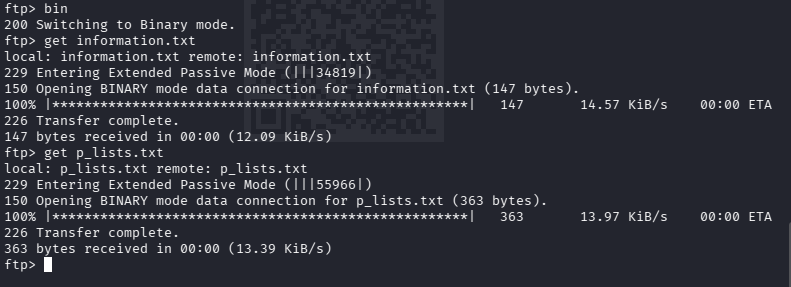 ftp> bin
200 Switching to Binary mode.
ftp> get information.txt
local: information.txt remote: information.txt
229 Entering Extended Passive Mode (|||34819|)
150 Opening BINARY mode data connection for information.txt (147 bytes).
100% |***************************************************| 147 14.57 KiB/s 00:00 ETA
226 Transfer complete.
147 bytes received in 00:00 (12.09 KiB/s)
ftp> get p_lists.txt
local: p_lists.txt remote: p_lists.txt
229 Entering Extended Passive Mode (|||55966|)
150 Opening BINARY mode data connection for p_lists.txt (363 bytes).
100% |***************************************************| 363 13.97 KiB/s 00:00 ETA
226 Transfer complete.
363 bytes received in 00:00 (13.39 KiB/s)
ftp>